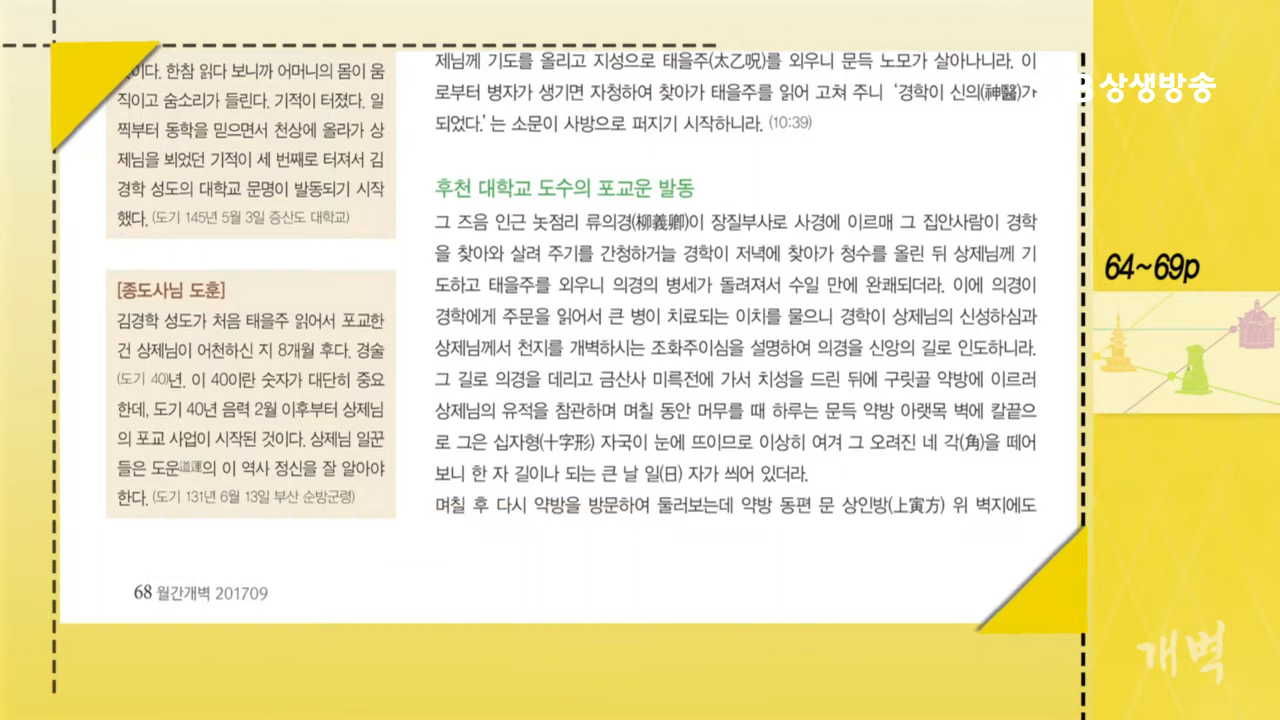 것이다. 한참 읽다 보니까 어머니의 몸이 움
직이고 숨소리가 들린다. 기적이 터졌다. 일
찍부터 동학을 믿으면서 천상에 올라가 상
제님을 뵈었던 기적이 세 번째로 터져서 김
경학 성도의 대학교 문명이 발동되기 시작
했다. (도기 145년 5월 3일 증산도 대학교)
[종도사님 도훈]
김경학 성도가 처음 태을주 읽어서 포교한
건 상제님이 어천하신 지 8개월 후다. 경술
(도기 40)년. 이 40이란 숫자가 대단히 중요
한데, 도기 40년 음력 2월 이후부터 상제님
의 포교 사업이 시작된 것이다. 상제님 일꾼
들은 도운道運의 이 역사 정신을 잘 알아야
한다. (도기 131년 6월 13일 부산 순방군령)
제님께 기도를 올리고 지성으로 태을주(太乙呪)를 외우니 문득 노모가 살아나니라. 이
로부터 병자가 생기면 자청하여 찾아가 태을주를 읽어 고쳐 주니 ‘경학이 신의(神醫)가
되었다.’는 소문이 사방으로 퍼지기 시작하니라. (10:39)
후천 대학교 도수의 포교운 발동
그 즈음 인근 놋점리 류의경(柳義卿)이 장질부사로 사경에 이르매 그 집안사람이 경학
을 찾아와 살려 주기를 간청하거늘 경학이 저녁에 찾아가 청수를 올린 뒤 상제님께 기
도하고 태을주를 외우니 의경의 병세가 돌려져서 수일 만에 완쾌되더라. 이에 의경이
경학에게 주문을 읽어서 큰 병이 치료되는 이치를 물으니 경학이 상제님의 신성하심과
상제님께서 천지를 개벽하시는 조화주이심을 설명하여 의경을 신앙의 길로 인도하니라.
그 길로 의경을 데리고 금산사 미륵전에 가서 치성을 드린 뒤에 구릿골 약방에 이르러
상제님의 유적을 참관하며 며칠 동안 머무를 때 하루는 문득 약방 아랫목 벽에 칼끝으
로 그은 십자형(十字形) 자국이 눈에 뜨이므로 이상히 여겨 그 오려진 네 각(角)을 떼어
보니 한 자 길이나 되는 큰 날 일(日) 자가 씌어 있더라.
며칠 후 다시 약방을 방문하여 둘러보는데 약방 동편 문 상인방(上寅方) 위 벽지에도
68 월간개벽 201709
B 상생방송
64~69p
개벽